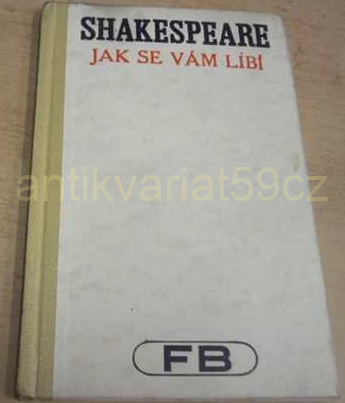 SHAKESPEARE
JAK SE VÁM LÍBÍ
antikvariat59cz
FB